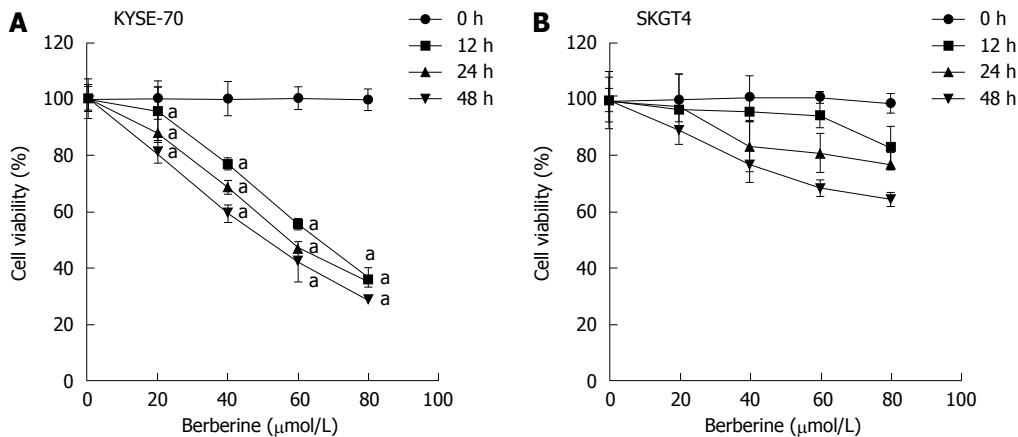 A
KYSE-70
0 h
12 h
24 h
48 h
120
100
80
60
40
20
0
Cell viability (%)
a
a
a
a
a
a
a
a
a
a
a
a
0
20
40
60
80
100
Berberine (μmol/L)
B
SKGT4
0 h
12 h
24 h
48 h
120
100
80
60
40
20
0
Cell viability (%)
0
20
40
60
80
100
Berberine (μmol/L)